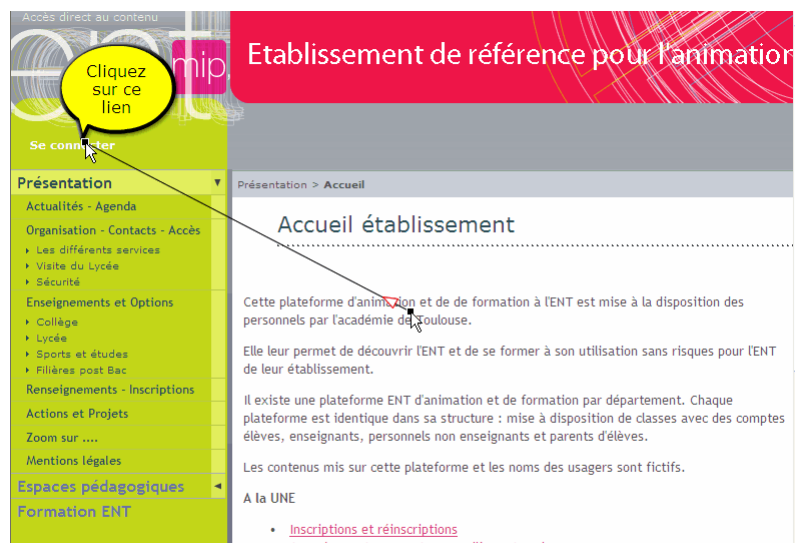 Accès direct au contenu
ent
mip
Etablissement de référence pour l'animation
Cliquez
sur ce
lien
Se connecter
Présentation
Présentation > Accueil
Actualités - Agenda
Organisation - Contacts - Accès
Les différents services
Visite du Lycée
Sécurité
Enseignements et Options
Collège
Lycée
Sports et études
Filières post Bac
Renseignements - Inscriptions
Actions et Projets
Zoom sur ....
Mentions légales
Espaces pédagogiques
Formation ENT
Accueil établissement
Cette plateforme d'animation et de de formation à l'ENT est mise à la disposition des
personnels par l'académie de Toulouse.
Elle leur permet de découvrir l'ENT et de se former à son utilisation sans risques pour l'ENT
de leur établissement.
Il existe une plateforme ENT d'animation et de formation par département. Chaque
plateforme est identique dans sa structure : mise à disposition de classes avec des comptes
élèves, enseignants, personnels non enseignants et parents d'élèves.
Les contenus mis sur cette plateforme et les noms des usagers sont fictifs.
A la UNE
Inscriptions et réinscriptions